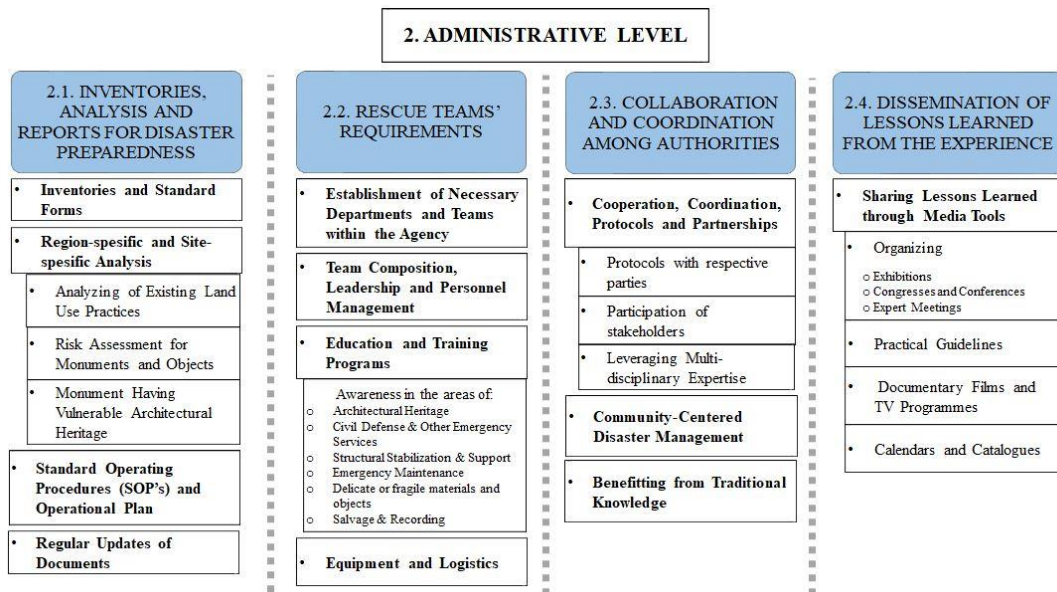 2. ADMINISTRATIVE LEVEL
2.1. INVENTORIES,
ANALYSIS AND
REPORTS FOR DISASTER
PREPAREDNESS
• Inventories and Standard
Forms
• Region-spesific and Site-
spesific Analysis
• Analyzing of Existing Land
Use Practices
• Risk Assessment for
Monuments and Objects
• Monument Having
Vulnerable Architectural
Heritage
• Standard Operating
Procedures (SOP's) and
Operational Plan
• Regular Updates of
Documents
2.2. RESCUE TEAMS'
REQUIREMENTS
• Establishment of Necessary
Departments and Teams
within the Agency
• Team Composition,
Leadership and Personnel
Management
• Education and Training
Programs
Awareness in the areas of:
o Architectural Heritage
o Civil Defense & Other Emergency
Services
o Structural Stabilization & Support
o Emergency Maintenance
o Delicate or fragile materials and
objects
o Salvage & Recording
• Equipment and Logistics
2.3. COLLABORATION
AND COORDINATION
AMONG AUTHORITIES
• Cooperation, Coordination,
Protocols and Partnerships
• Protocols with respective
parties
• Participation of
stakeholders
• Leveraging Multi-
disciplinary Expertise
• Community-Centered
Disaster Management
• Benefitting from Traditional
Knowledge
2.4. DISSEMINATION OF
LESSONS LEARNED
FROM THE EXPERIENCE
• Sharing Lessons Learned
through Media Tools
• Organizing
o Exhibitions
o Congresses and Conferences
o Expert Meetings
• Practical Guidelines
• Documentary Films and
TV Programmes
• Calendars and Catalogues